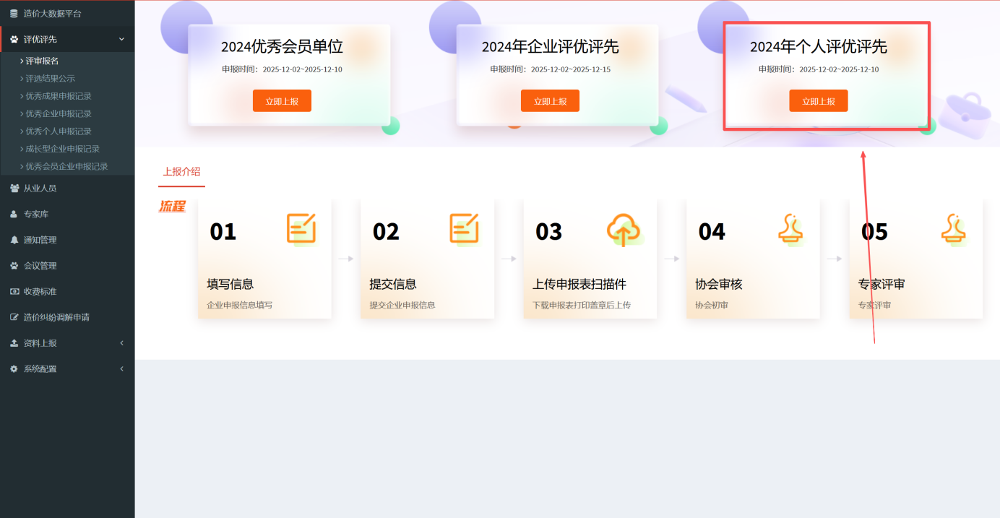 造价大数据平台
评优评先
评审报名
评选结果公示
优秀成果申报记录
优秀企业申报记录
优秀个人申报记录
成长型企业申报记录
优秀会员企业申报记录
从业人员
专家库
通知管理
会议管理
收费标准
造价纠纷调解申请
资料上报
系统配置
2024优秀会员单位
申报时间：2025-12-02~2025-12-10
立即上报
2024年企业评优评先
申报时间：2025-12-02~2025-12-15
立即上报
2024年个人评优评先
申报时间：2025-12-02~2025-12-10
立即上报
上报介绍
流程
01
填写信息
企业申报信息填写
02
提交信息
提交企业申报信息
03
上传申报表扫描件
下载申报表打印盖章后上传
04
协会审核
协会初审
05
专家评审
专家评审